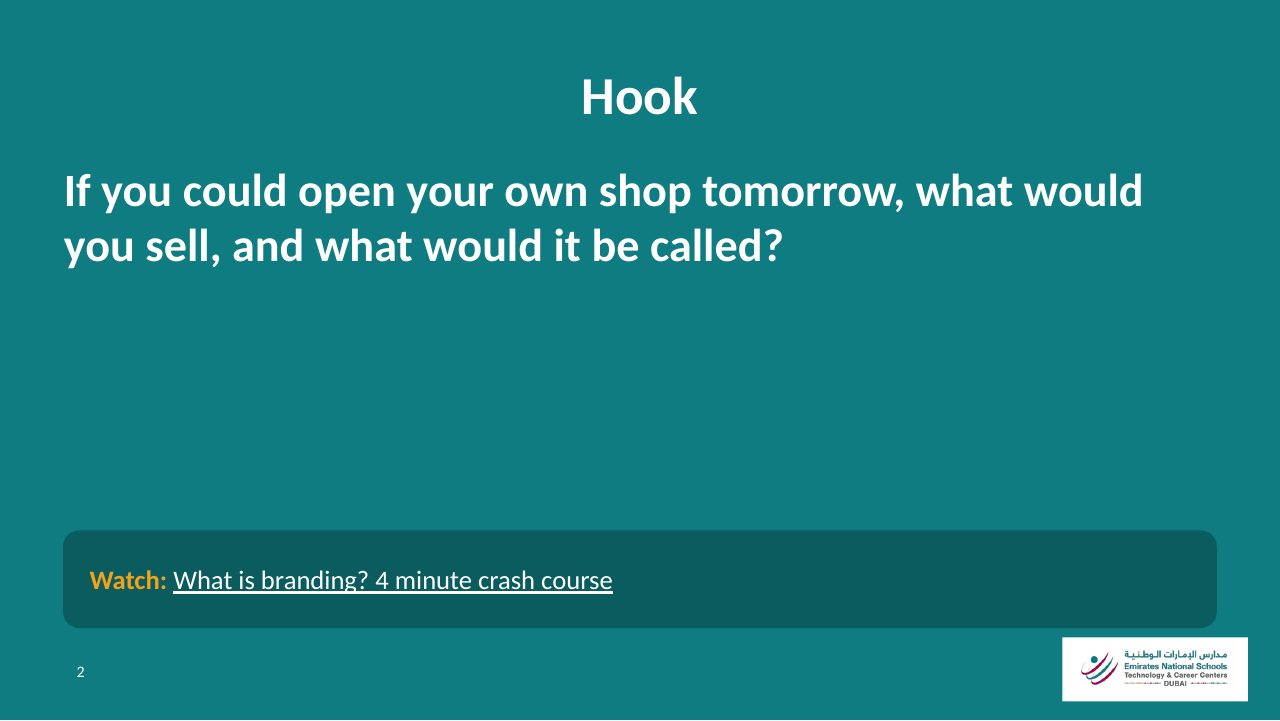 Hook
If you could open your own shop tomorrow, what would
you sell, and what would it be called?
Watch: What is branding? 4 minute crash course
2
مدارس الإمارات الوطنية
Emirates National Schools
Technology & Career Centers
DUBAI